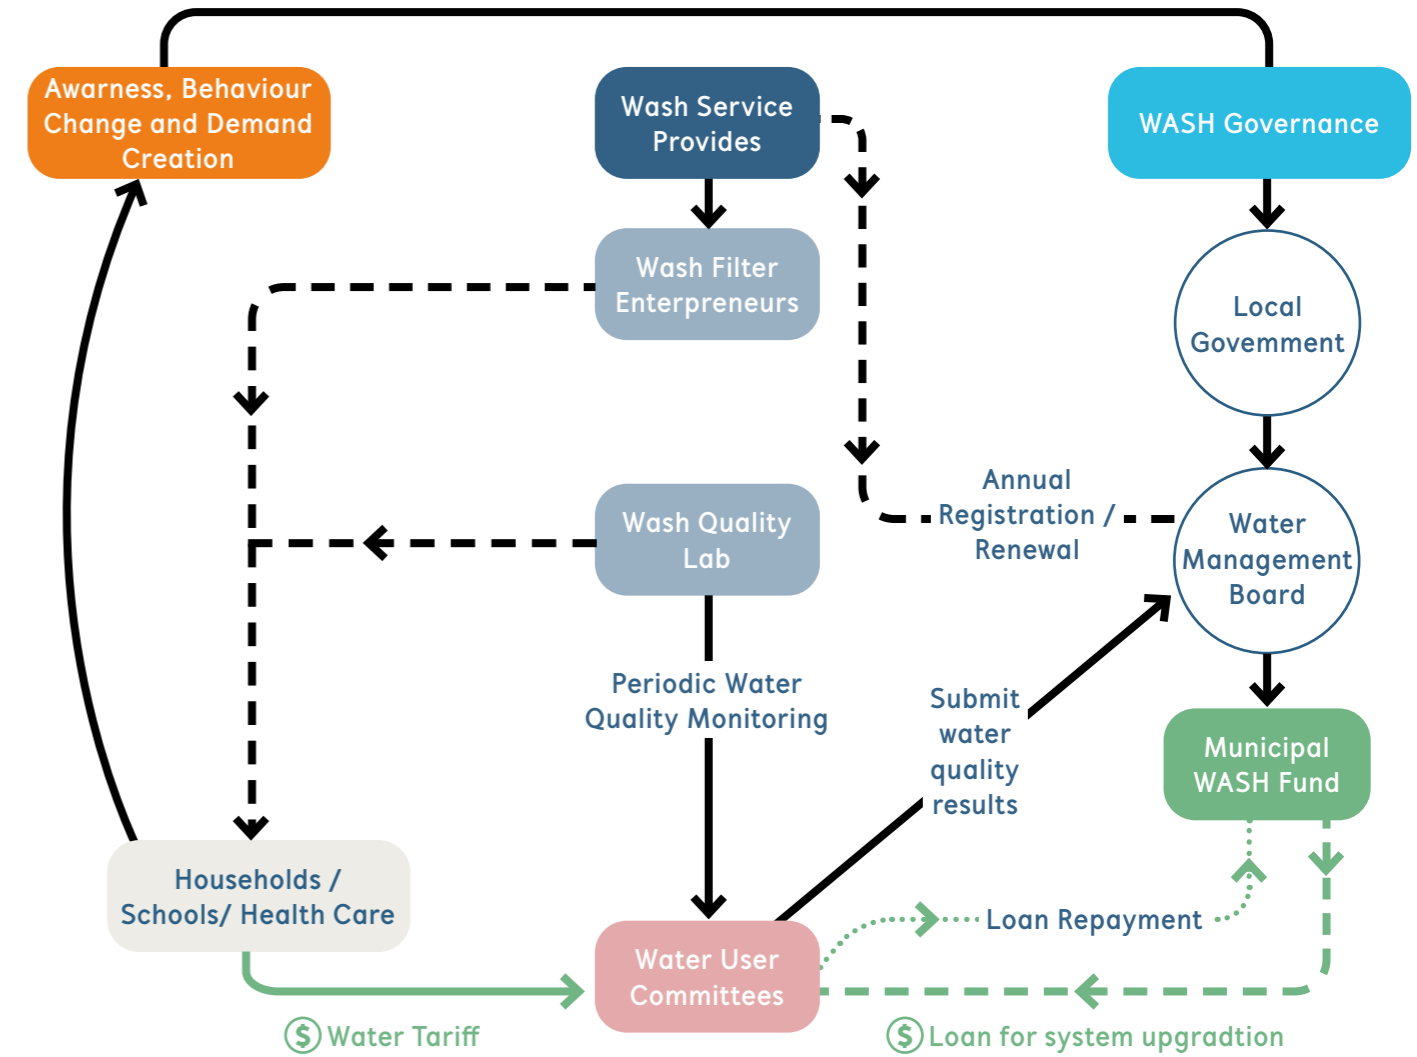 Awarness, Behaviour
Change and Demand
Creation
Wash Service
Provides
WASH Governance
Wash Filter
Enterpreneurs
Local
Govemment
Annual
Registration /
Renewal
Wash Quality
Lab
Water
Management
Board
Periodic Water
Quality Monitoring
Submit
water
quality
results
Municipal
WASH Fund
Households /
Schools/ Health Care
Loan Repayment
Water User
Committees
$ Water Tariff
$ Loan for system upgradtion